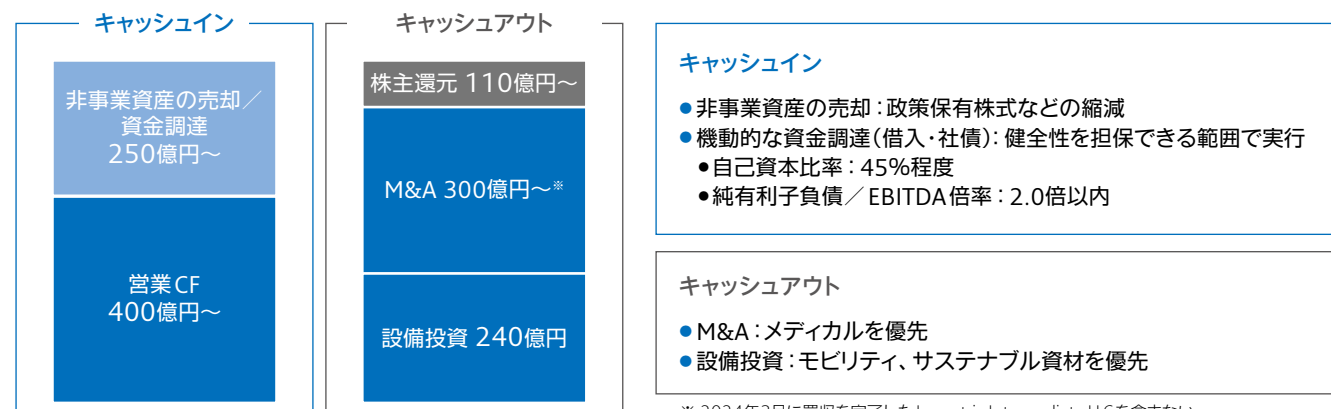 キャッシュイン
非事業資産の売却／
資金調達
250億円～
営業CF
400億円～
キャッシュアウト
株主還元 110億円～
M&A 300億円～※
設備投資 240億円
キャッシュイン
●非事業資産の売却：政策保有株式などの縮減
●機動的な資金調達（借入・社債）：健全性を担保できる範囲で実行
●自己資本比率：45%程度
●純有利子負債／EBITDA倍率：2.0倍以内
キャッシュアウト
●M&A：メディカルを優先
●設備投資：モビリティ、サステナブル資材を優先